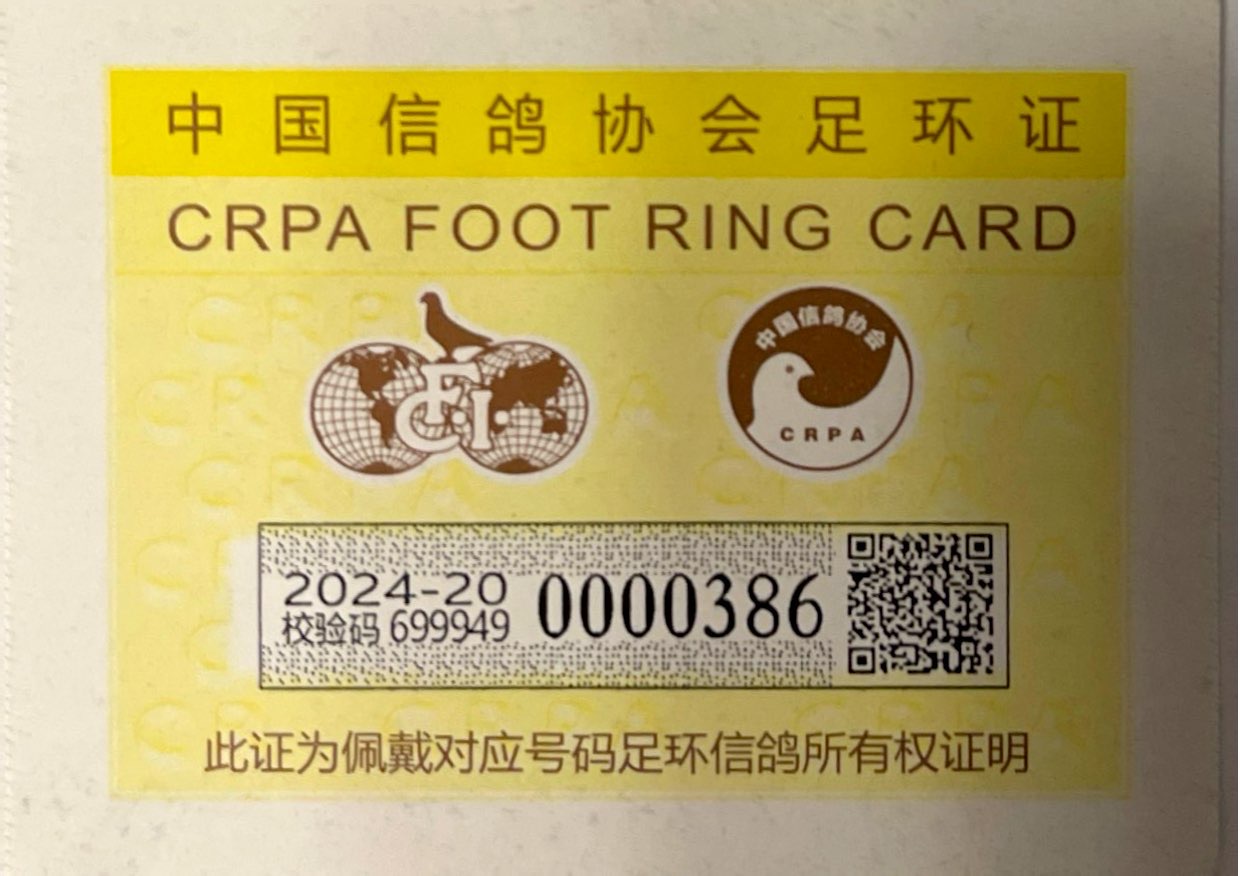 中国信鸽协会足环证
CRPA FOOT RING CARD
FCI
中国信鸽协会
CRPA
2024-20 0000386
校验码 699949
此证为佩戴对应号码足环信鸽所有权证明